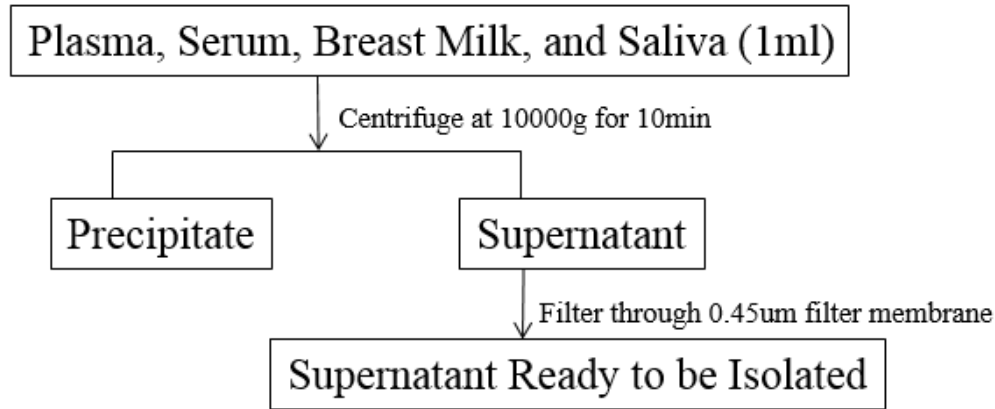 Plasma, Serum, Breast Milk, and Saliva (1ml)
Centrifuge at 10000g for 10min
Precipitate
Supernatant
Filter through 0.45um filter membrane
Supernatant Ready to be Isolated